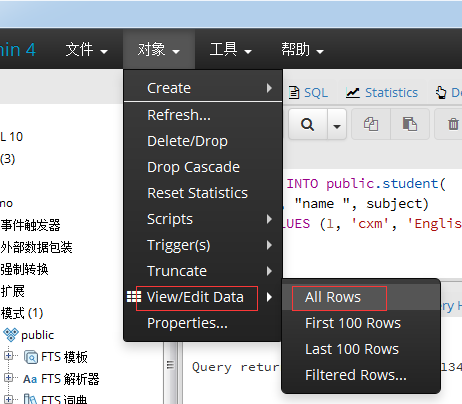 min 4 文件 对象 工具 帮助
SQL Statistics De
Create
Refresh...
Delete/Drop
Drop Cascade
Reset Statistics
Scripts
Trigger(s)
Truncate
View/Edit Data
Properties...
All Rows
First 100 Rows
Last 100 Rows
Filtered Rows...
L 10
(3)
mo
事件触发器
外部数据包装
强制转换
扩展
模式 (1)
public
FTS 模板
FTS 解析器
FTS 词典
INTO public.student(
, "name ", subject)
LUES (1, 'cxm', 'Englis
ry H
Query retur
134